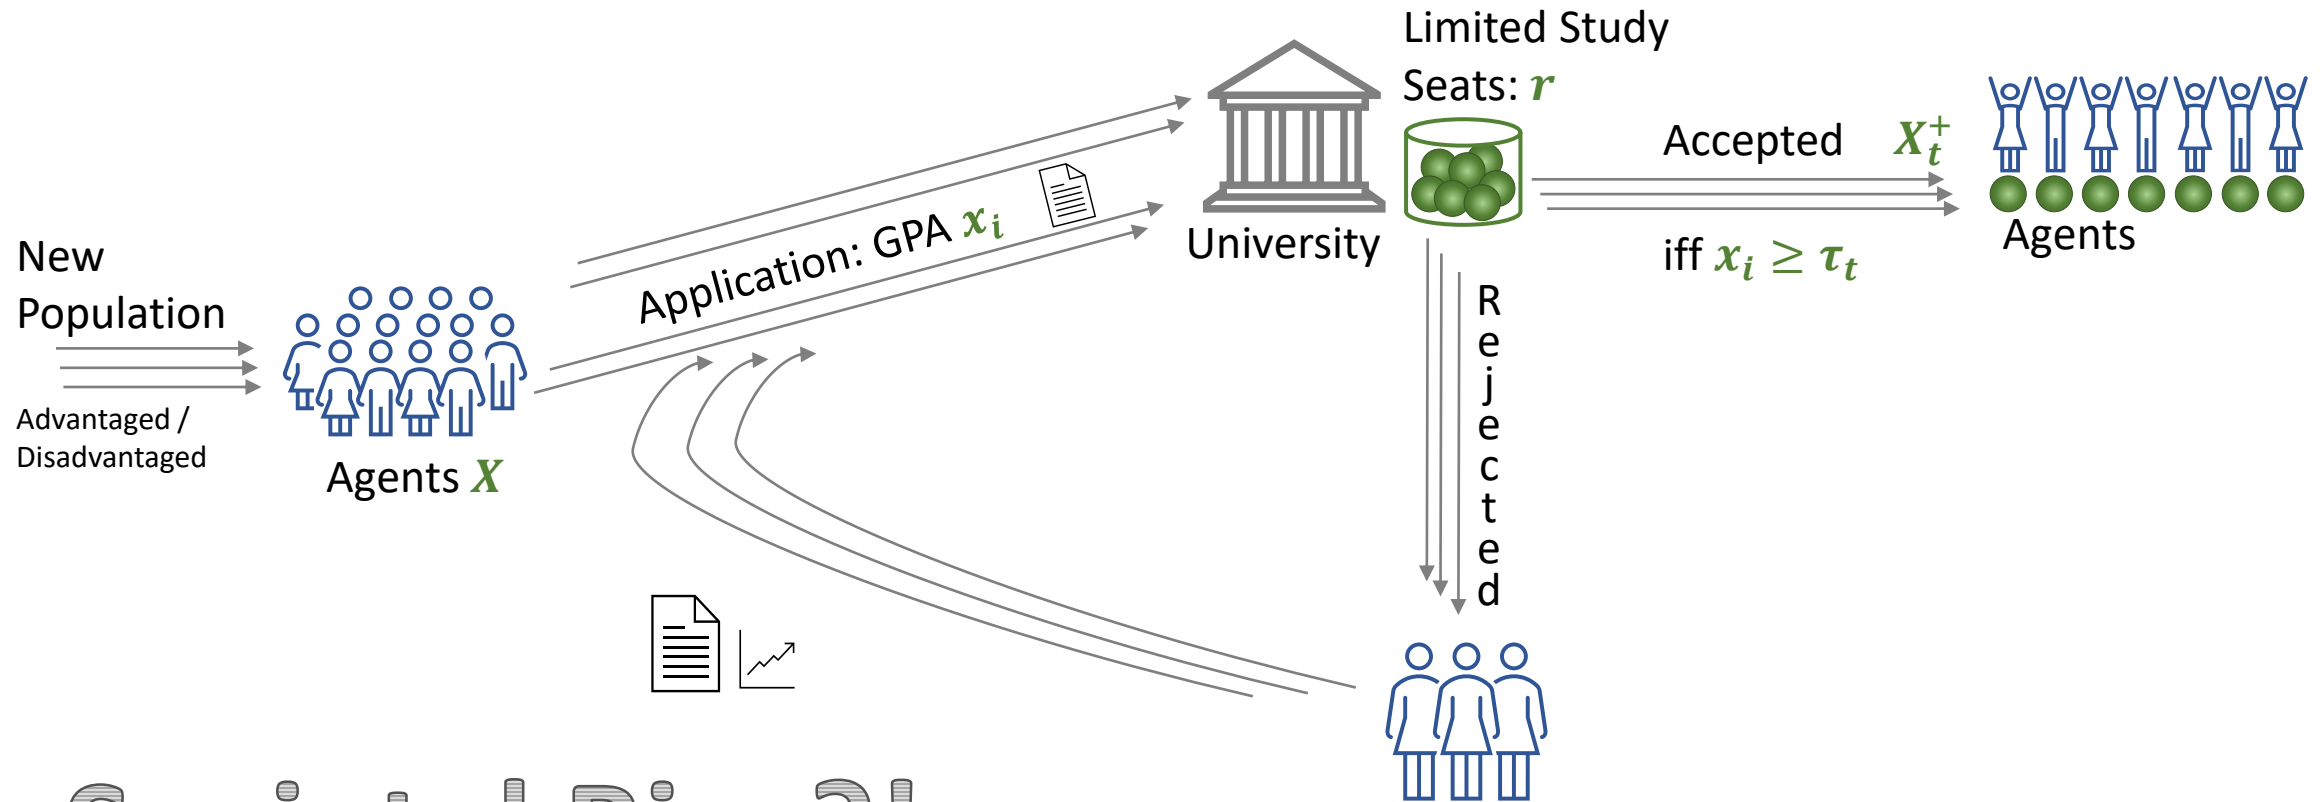 New
Population
Advantaged /
Disadvantaged
Agents X
Application: GPA x_i
University
Limited Study
Seats: r
Accepted X_t^+
iff x_i ≥ τ_t
Agents
Rejected